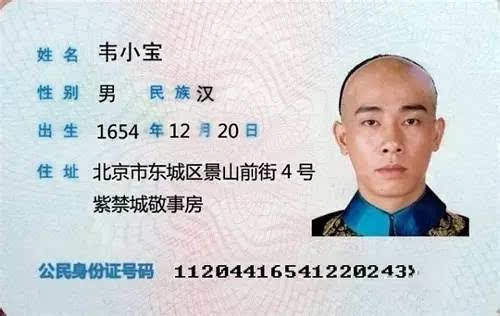 姓名 韦小宝
性别 男 民族 汉
出生 1654 年 12 月 20 日
住址 北京市东城区景山前街 4 号
紫禁城敬事房
公民身份证号码 11204416541220243X